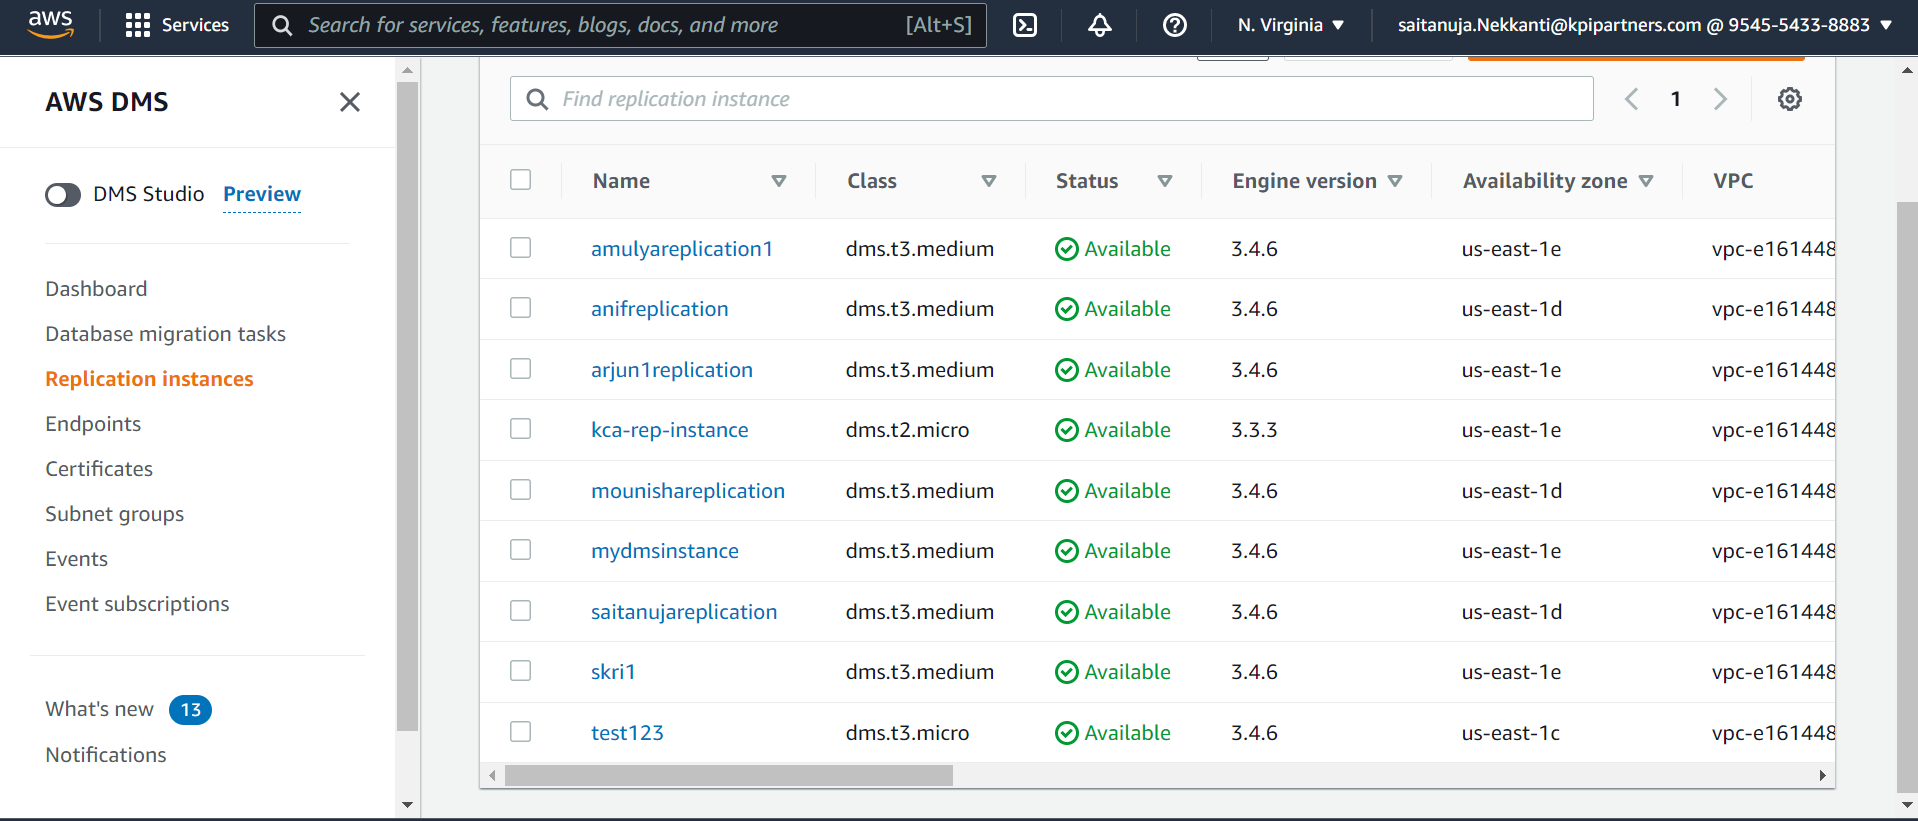 aws Services Search for services, features, blogs, docs, and more [Alt+S] N. Virginia saitanuja.Nekkanti@kpipartners.com @ 9545-5433-8883
AWS DMS
DMS Studio Preview
Dashboard
Database migration tasks
Replication instances
Endpoints
Certificates
Subnet groups
Events
Event subscriptions
What's new 13
Notifications
Find replication instance 1
Name Class Status Engine version Availability zone VPC
amulyareplication1 dms.t3.medium Available 3.4.6 us-east-1e vpc-e161448
anifreplication dms.t3.medium Available 3.4.6 us-east-1d vpc-e161448
arjun1replication dms.t3.medium Available 3.4.6 us-east-1e vpc-e161448
kca-rep-instance dms.t2.micro Available 3.3.3 us-east-1e vpc-e161448
mounishareplication dms.t3.medium Available 3.4.6 us-east-1d vpc-e161448
mydmsinstance dms.t3.medium Available 3.4.6 us-east-1e vpc-e161448
saitanujareplication dms.t3.medium Available 3.4.6 us-east-1d vpc-e161448
skri1 dms.t3.medium Available 3.4.6 us-east-1e vpc-e161448
test123 dms.t3.micro Available 3.4.6 us-east-1c vpc-e161448